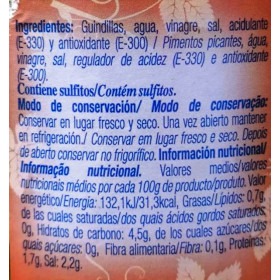 Ingredientes: Guindillas, agua, vinagre, sal, acidulante
(E-330) y antioxidante (E-300) / Pimentos picantes, água,
vinagre, sal, regulador de acidez (E-330) e antioxidante
(E-300).
Contiene sulfitos/Contém sulfitos.
Modo de conservación/ Modo de conservação:
Conservar en lugar fresco y seco. Una vez abierto mantener
en refrigeración./ Conservar em lugar fresco e seco. Depois
de aberto conservar no frigorífico. Información nutricional/
Informação nutricional. Valores medios/valores
nutricionais médios por cada 100g de producto/produto. Valor
energético/Energia: 132,1kJ/31,3kcal, Grasas/Lípidos: 0,7g,
de las cuales saturadas/dos quais ácidos gordos saturados:
0g, Hidratos de carbono: 4,5g, de los cuales azúcares/dos
quais açúcares: 0g, Fibra alimentaria/Fibra: 0,1g, Proteínas:
1,7g, Sal: 2,2g.